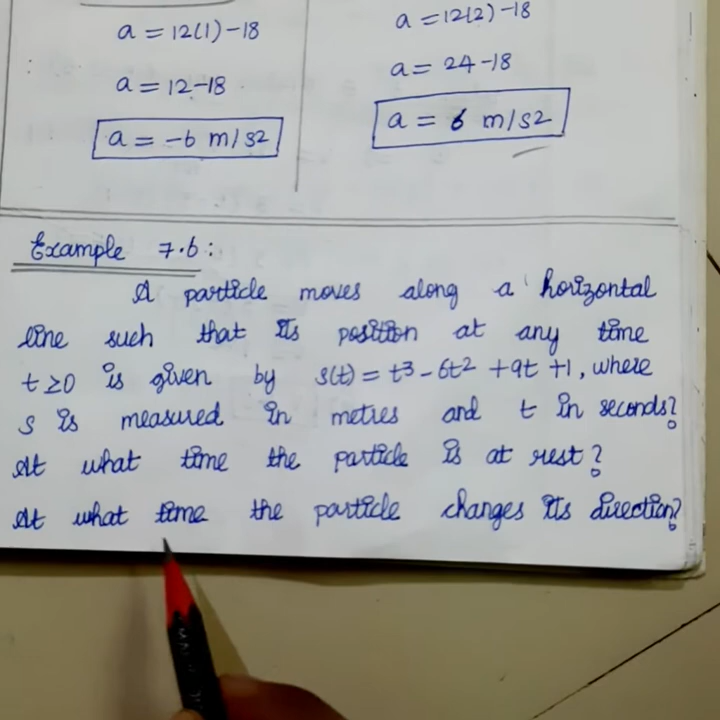 a = 12(1) -18
a = 12-18
a = -6 m/s2
a = 12(2) -18
a = 24-18
a = 6 m/s2
Example 7.6:
A particle moves along a horizontal
line such that its position at any time
t ≥0 is given by s(t) = t3 - 6t2 +9t +1, where
s is measured in metres and t in seconds?
At what time the particle is at rest?
At what time the particle changes its direction?